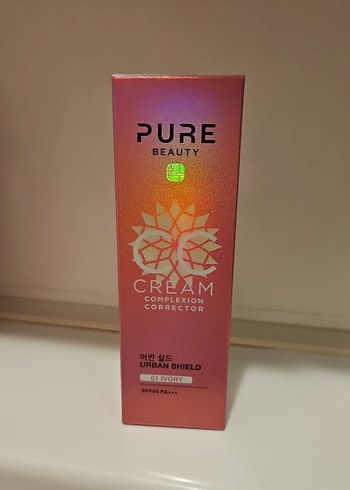 PURE
BEAUTY
CC
CREAM
COMPLEXION
CORRECTOR
어반 쉴드
URBAN SHIELD
01 IVORY
SPF50 PA+++